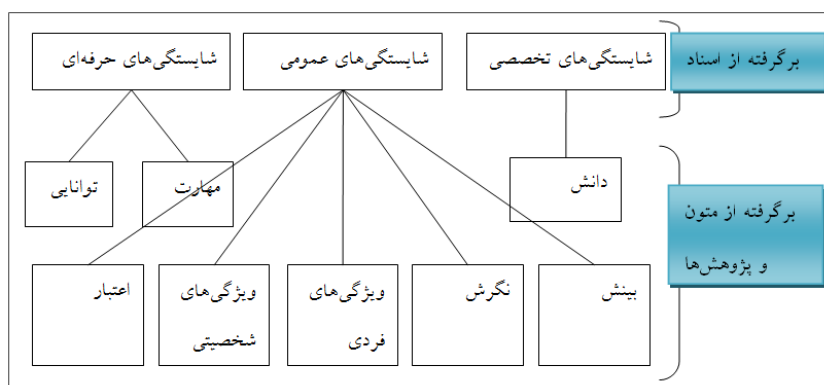 برگرفته از اسناد
شایستگی‌های تخصصی
شایستگی‌های عمومی
شایستگی‌های حرفه‌ای
برگرفته از متون
و پژوهش‌ها
دانش
مهارت
توانایی
بینش
نگرش
ویژگی‌های
فردی
ویژگی‌های
شخصیتی
اعتبار